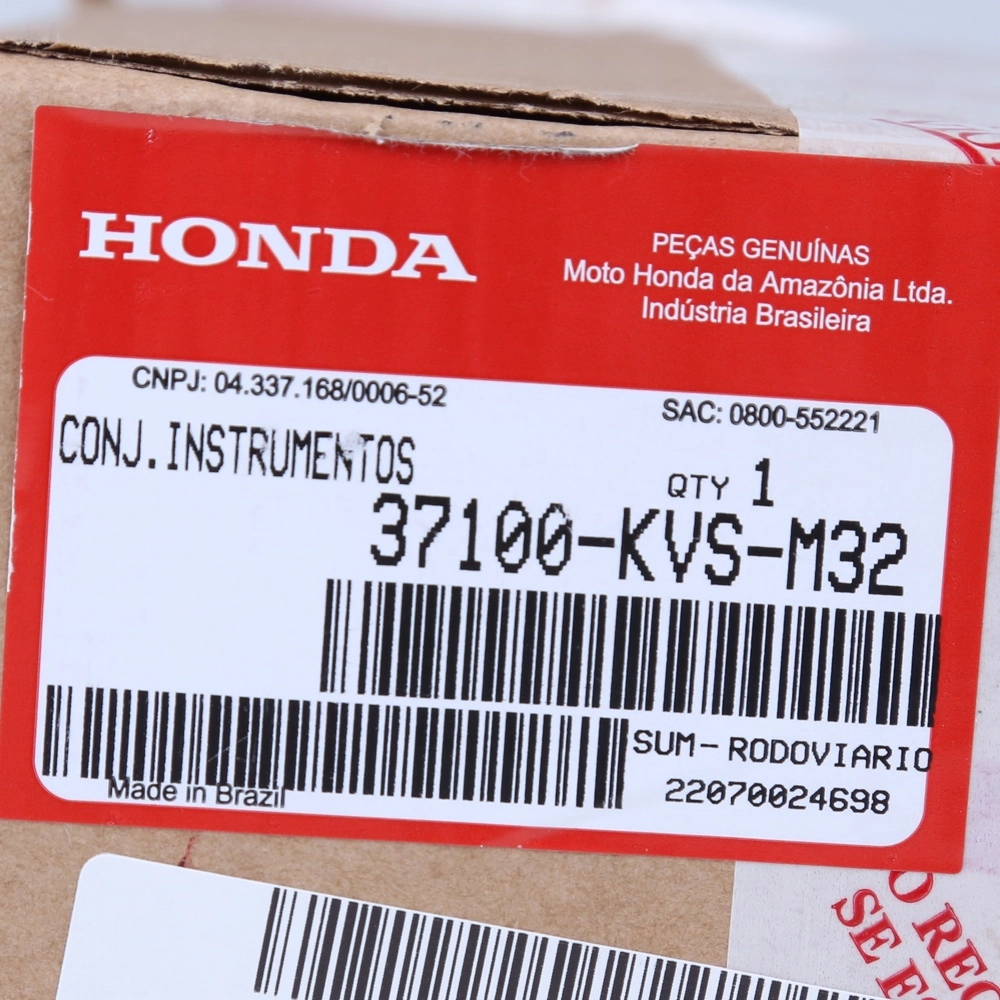 HONDA
PEÇAS GENUÍNAS
Moto Honda da Amazônia Ltda.
Indústria Brasileira
CNPJ: 04.337.168/0006-52
SAC: 0800-552221
CONJ.INSTRUMENTOS
QTY 1
37100-KVS-M32
SUM-RODOVIARIO
22070024698
Made in Brazil
SE